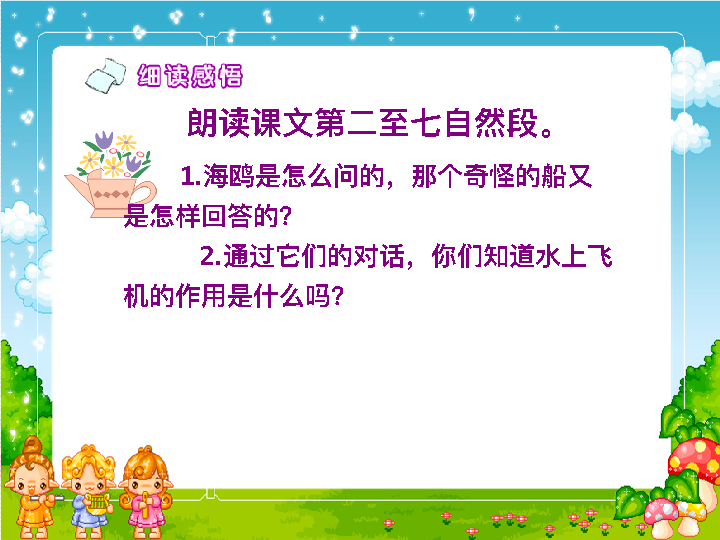 细读感悟
朗读课文第二至七自然段。
1.海鸥是怎么问的，那个奇怪的船又
是怎样回答的？
2.通过它们的对话，你们知道水上飞
机的作用是什么吗？